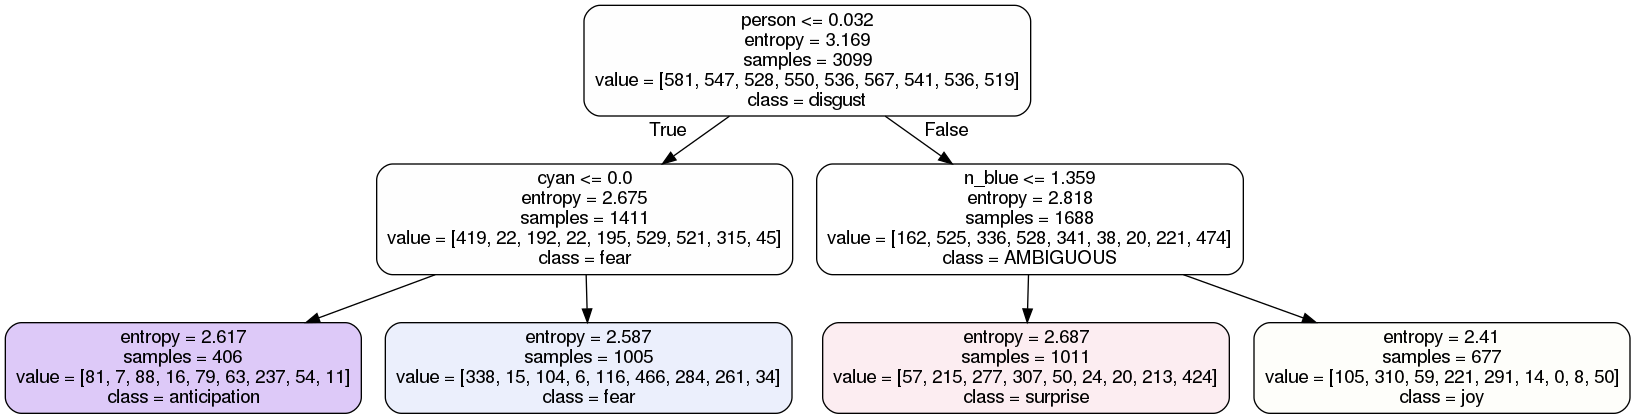 person <= 0.032
entropy = 3.169
samples = 3099
value = [581, 547, 528, 550, 536, 567, 541, 536, 519]
class = disgust
True
False
cyan <= 0.0
entropy = 2.675
samples = 1411
value = [419, 22, 192, 22, 195, 529, 521, 315, 45]
class = fear
n_blue <= 1.359
entropy = 2.818
samples = 1688
value = [162, 525, 336, 528, 341, 38, 20, 221, 474]
class = AMBIGUOUS
entropy = 2.617
samples = 406
value = [81, 7, 88, 16, 79, 63, 237, 54, 11]
class = anticipation
entropy = 2.587
samples = 1005
value = [338, 15, 104, 6, 116, 466, 284, 261, 34]
class = fear
entropy = 2.687
samples = 1011
value = [57, 215, 277, 307, 50, 24, 20, 213, 424]
class = surprise
entropy = 2.41
samples = 677
value = [105, 310, 59, 221, 291, 14, 0, 8, 50]
class = joy